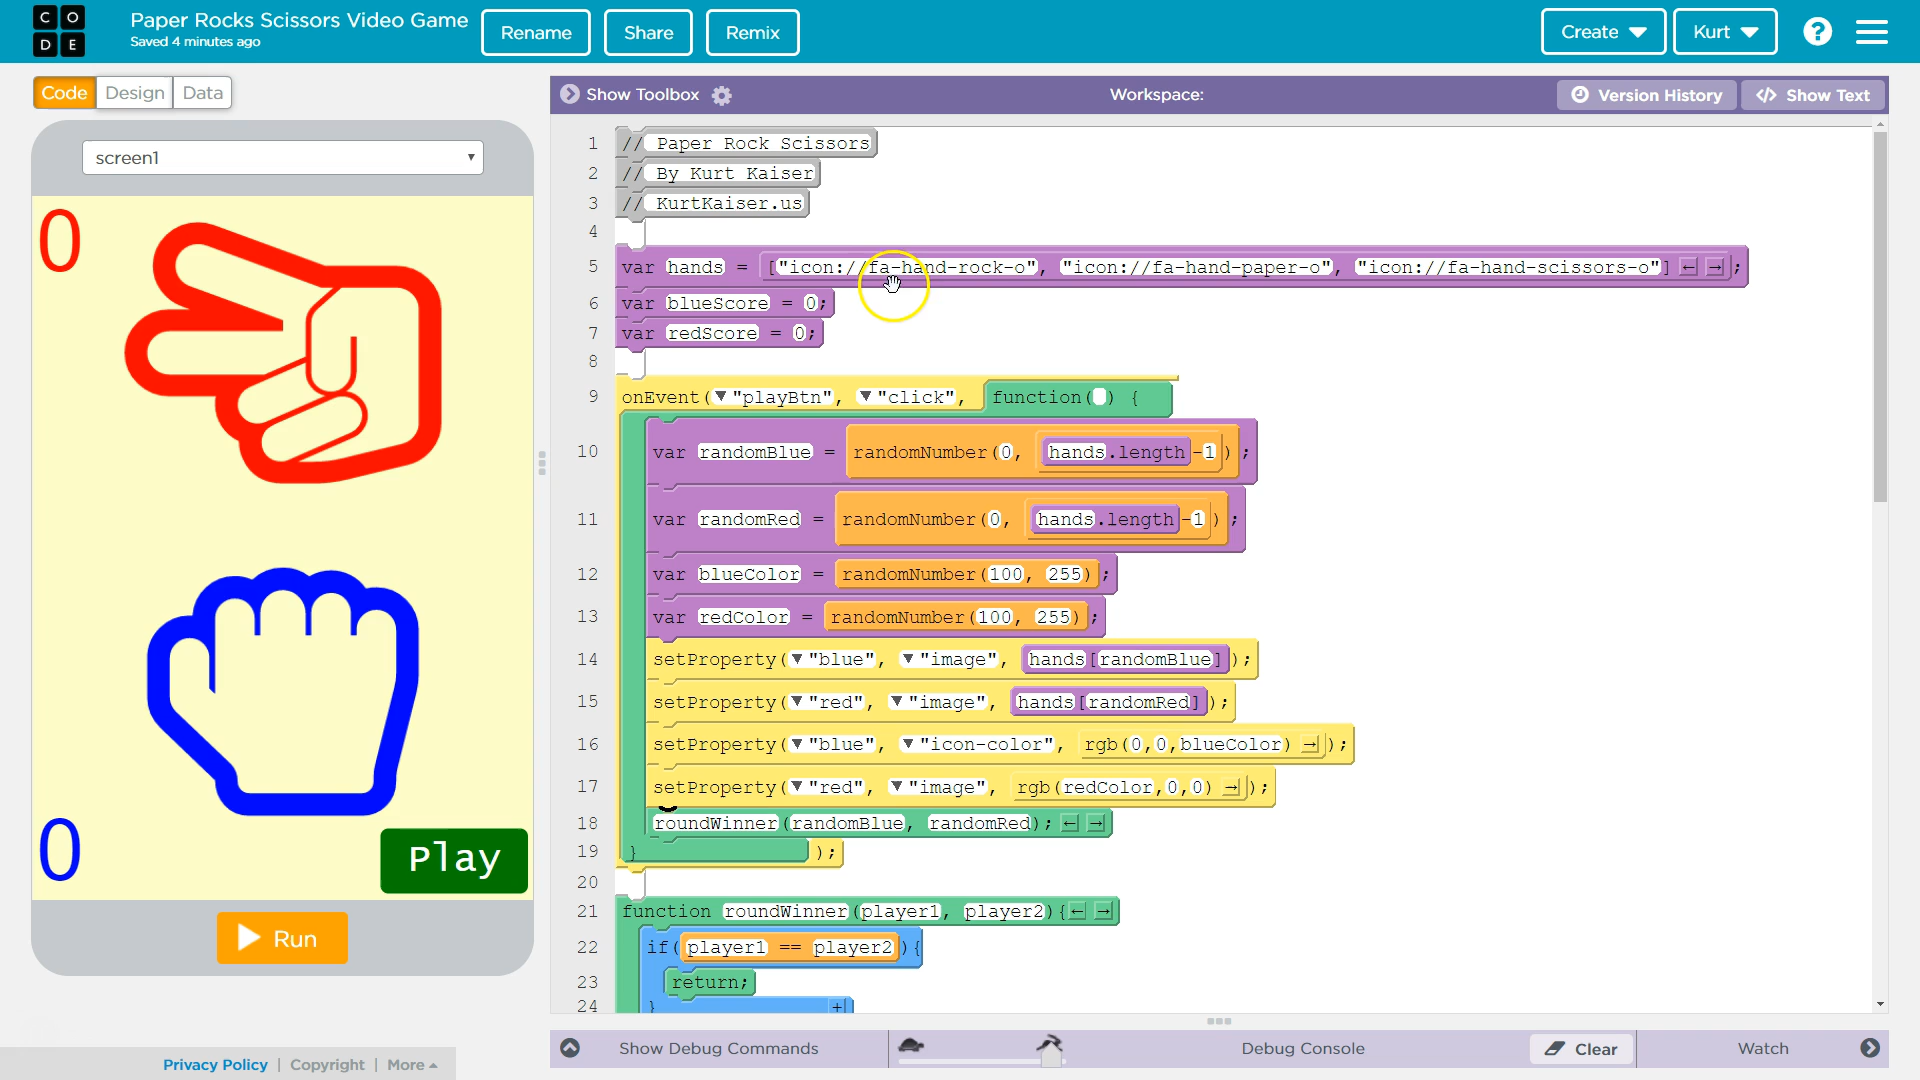 C O
D E
Paper Rocks Scissors Video Game
Saved 4 minutes ago
Rename
Share
Remix
Create
Kurt
?
Code
Design
Data
Show Toolbox
Workspace:
Version History
</> Show Text
screen1
0
0
Play
Run
1 // Paper Rock Scissors
2 // By Kurt Kaiser
3 // KurtKaiser.us
4
5 var hands = ["icon://fa-hand-rock-o", "icon://fa-hand-paper-o", "icon://fa-hand-scissors-o"] ← → ;
6 var blueScore = 0;
7 var redScore = 0;
8
9 onEvent(▼"playBtn", ▼"click", function( ) {
10 var randomBlue = randomNumber(0, hands.length-1);
11 var randomRed = randomNumber(0, hands.length-1);
12 var blueColor = randomNumber(100, 255);
13 var redColor = randomNumber(100, 255);
14 setProperty(▼"blue", ▼"image", hands[randomBlue]);
15 setProperty(▼"red", ▼"image", hands[randomRed]);
16 setProperty(▼"blue", ▼"icon-color", rgb(0,0,blueColor) → );
17 setProperty(▼"red", ▼"image", rgb(redColor,0,0) → );
18 roundWinner(randomBlue, randomRed); ← →
19 } );
20
21 function roundWinner(player1, player2){ ← →
22 if(player1 == player2){
23 return;
24 } +
Show Debug Commands
Debug Console
Clear
Watch
Privacy Policy | Copyright | More